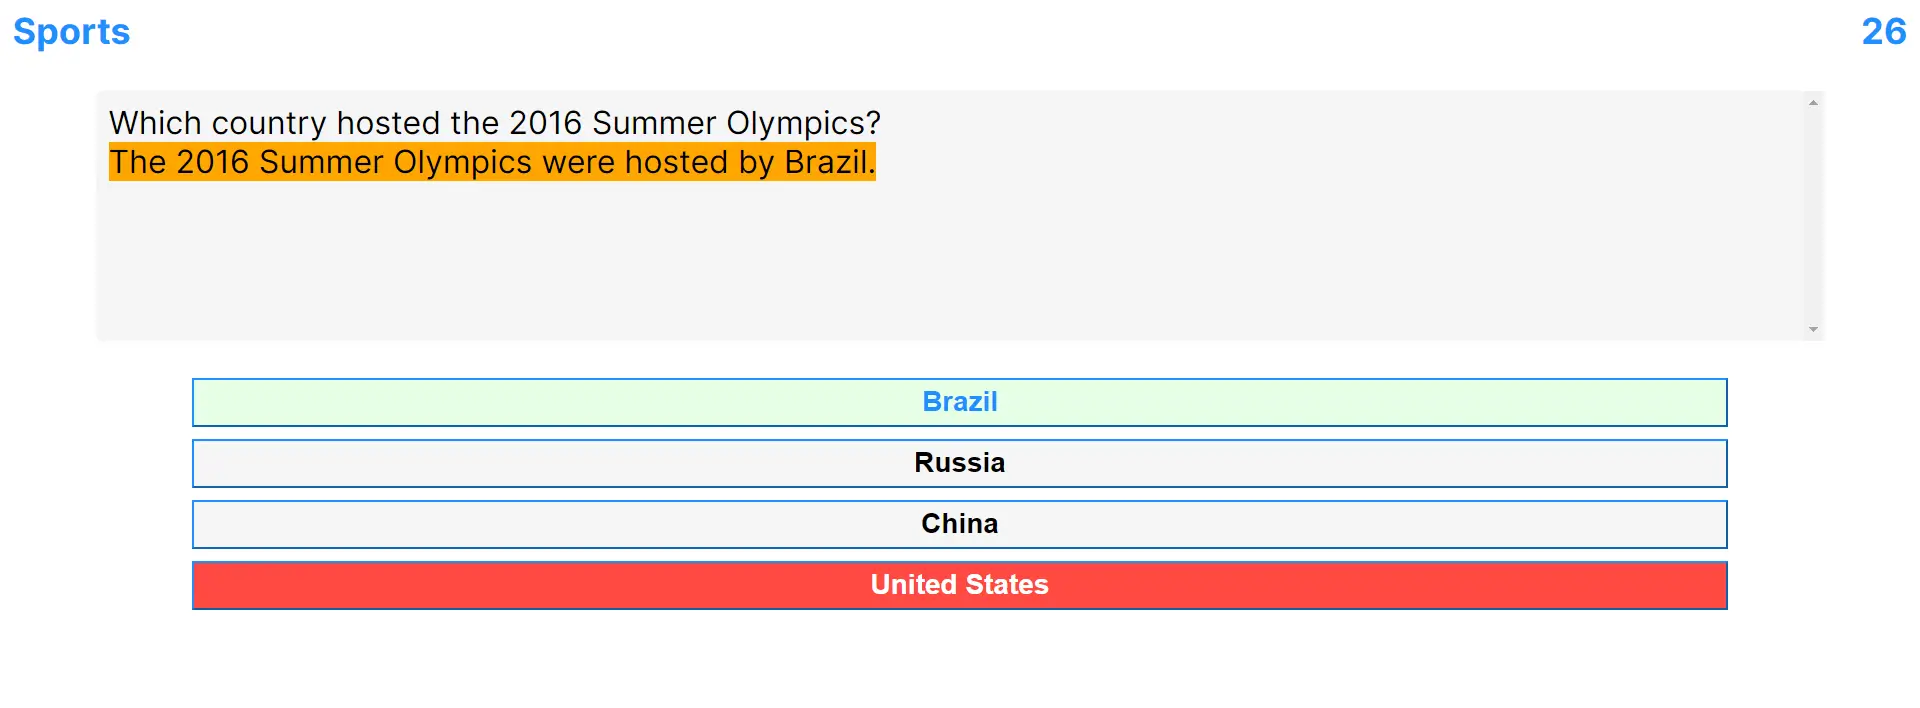 Sports
26
Which country hosted the 2016 Summer Olympics?
The 2016 Summer Olympics were hosted by Brazil.
Brazil
Russia
China
United States